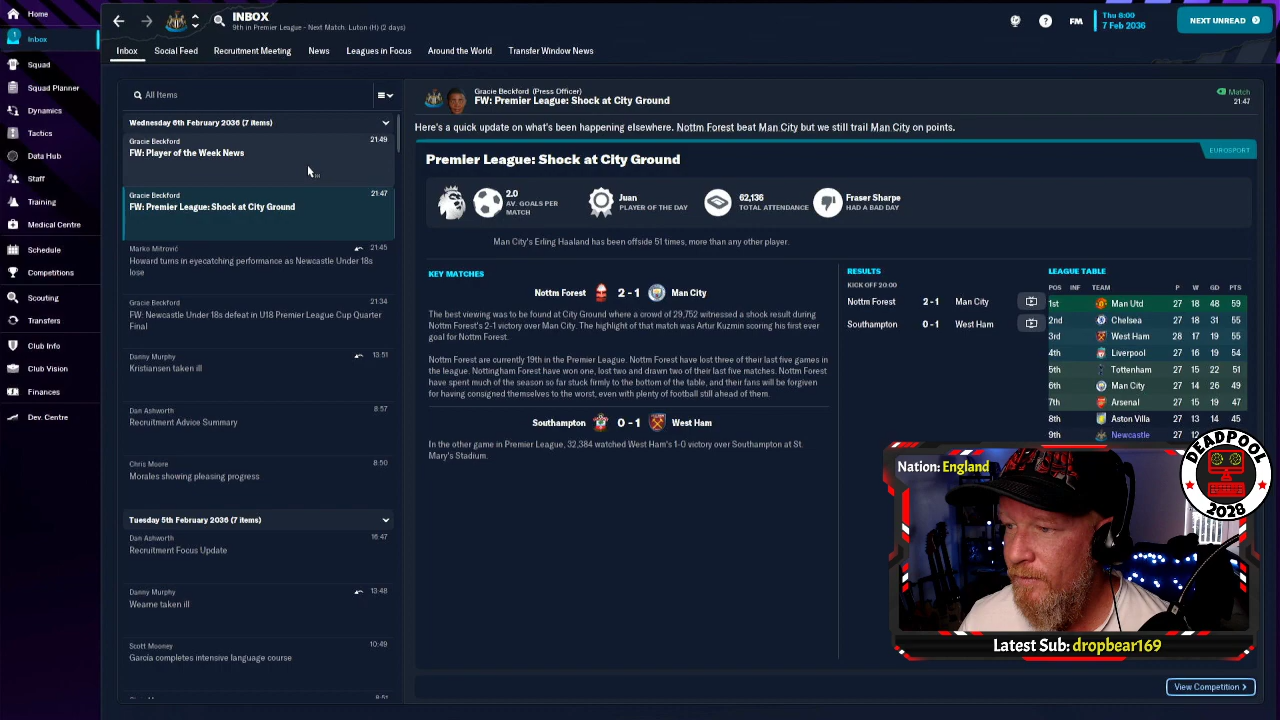 Home
INBOX
9th in Premier League - Next Match: Luton (H) (2 days)
FM
Thu 8:00
7 Feb 2036
NEXT UNREAD
1
Inbox
Squad
Squad Planner
Dynamics
Tactics
Data Hub
Staff
Training
Medical Centre
Schedule
Competitions
Scouting
Transfers
Club Info
Club Vision
Finances
Dev. Centre
Inbox
Social Feed
Recruitment Meeting
News
Leagues in Focus
Around the World
Transfer Window News
All Items
Wednesday 6th February 2036 (7 items)
Gracie Beckford
21:49
FW: Player of the Week News
Gracie Beckford
21:47
FW: Premier League: Shock at City Ground
Marko Mitrović
21:45
Howard turns in eyecatching performance as Newcastle Under 18s
lose
Gracie Beckford
21:34
FW: Newcastle Under 18s defeat in U18 Premier League Cup Quarter
Final
Danny Murphy
13:51
Kristiansen taken ill
Dan Ashworth
8:57
Recruitment Advice Summary
Chris Moore
8:50
Morales showing pleasing progress
Tuesday 5th February 2036 (7 items)
Dan Ashworth
16:47
Recruitment Focus Update
Danny Murphy
13:48
Wearne taken ill
Scott Mooney
10:49
García completes intensive language course
8:51
Gracie Beckford (Press Officer)
FW: Premier League: Shock at City Ground
Match
21:47
Here's a quick update on what's been happening elsewhere. Nottm Forest beat Man City but we still trail Man City on points.
EUROSPORT
Premier League: Shock at City Ground
2.0
AV. GOALS PER
MATCH
Juan
PLAYER OF THE DAY
62,136
TOTAL ATTENDANCE
Fraser Sharpe
HAD A BAD DAY
Man City's Erling Haaland has been offside 51 times, more than any other player.
KEY MATCHES
Nottm Forest 2 - 1 Man City
The best viewing was to be found at City Ground where a crowd of 29,752 witnessed a shock result during
Nottm Forest's 2-1 victory over Man City. The highlight of that match was Artur Kuzmin scoring his first ever
goal for Nottm Forest.
Nottm Forest are currently 19th in the Premier League. Nottm Forest have lost three of their last five games in
the league. Nottingham Forest have won one, lost two and drawn two of their last five matches. Nottm Forest
have spent much of the season so far stuck firmly to the bottom of the table, and their fans will be forgiven
for having consigned themselves to the worst, even with plenty of football still ahead of them.
Southampton 0 - 1 West Ham
In the other game in Premier League, 32,384 watched West Ham's 1-0 victory over Southampton at St.
Mary's Stadium.
RESULTS
KICK OFF 20:00
Nottm Forest 2 - 1 Man City
Southampton 0 - 1 West Ham
LEAGUE TABLE
POS INF TEAM P W GD PTS
1st Man Utd 27 18 48 59
2nd Chelsea 27 18 31 55
3rd West Ham 28 17 19 55
4th Liverpool 27 16 19 54
5th Tottenham 27 15 22 51
6th Man City 27 14 26 49
7th Arsenal 27 15 19 47
8th Aston Villa 27 13 14 45
9th Newcastle 27 12
Nation: England
DEADPOOL
2028
Latest Sub: dropbear169
View Competition